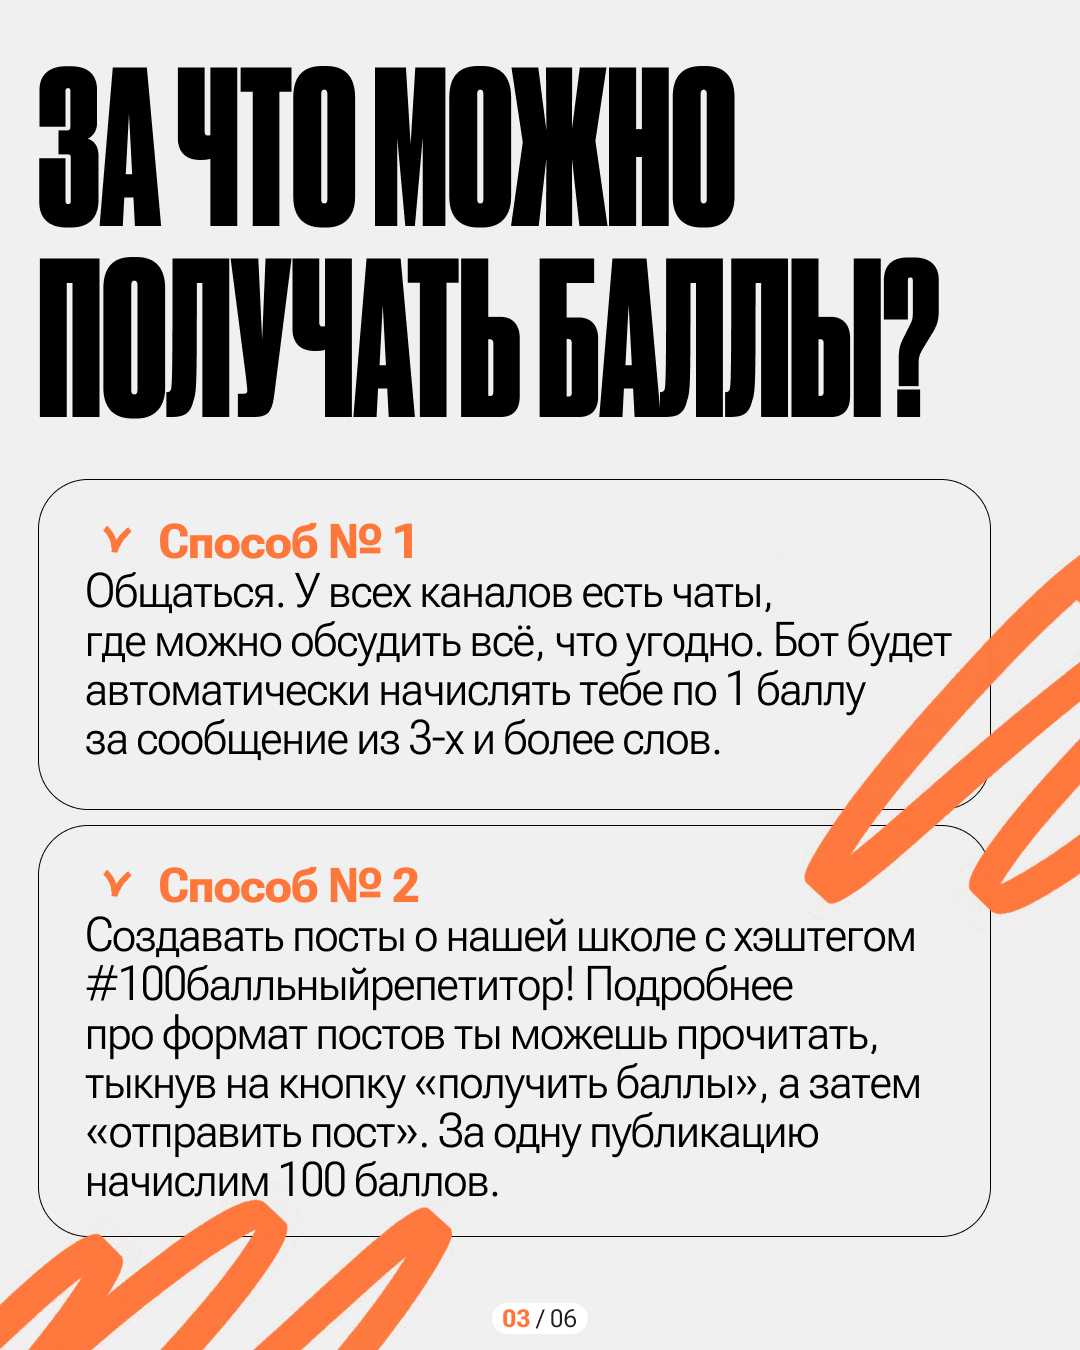 ЗА ЧТО МОЖНО
ПОЛУЧАТЬ БАЛЛЫ?
Способ № 1
Общаться. У всех каналов есть чаты,
где можно обсудить всё, что угодно. Бот будет
автоматически начислять тебе по 1 баллу
за сообщение из 3-х и более слов.
Способ № 2
Создавать посты о нашей школе с хэштегом
#100балльныйрепетитор! Подробнее
про формат постов ты можешь прочитать,
тыкнув на кнопку «получить баллы», а затем
«отправить пост». За одну публикацию
начислим 100 баллов.
03 / 06